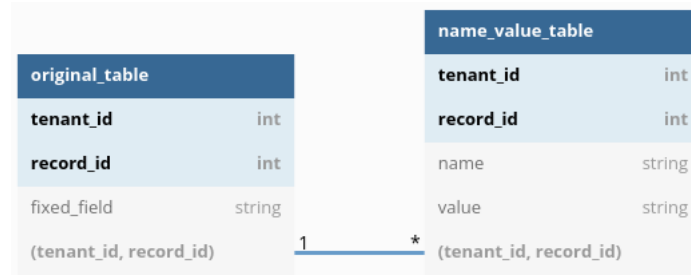 original_table
tenant_id int
record_id int
fixed_field string
(tenant_id, record_id)
1 *
name_value_table
tenant_id int
record_id int
name string
value string
(tenant_id, record_id)